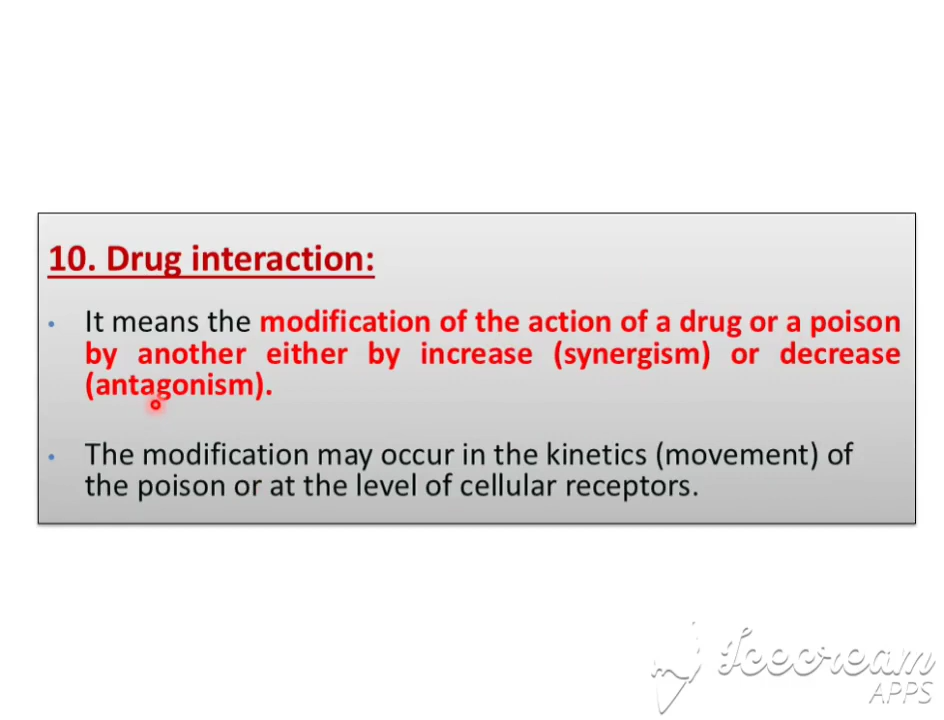 10. Drug interaction:
• It means the modification of the action of a drug or a poison
by another either by increase (synergism) or decrease
(antagonism).
• The modification may occur in the kinetics (movement) of
the poison or at the level of cellular receptors.
Icecream
APPS